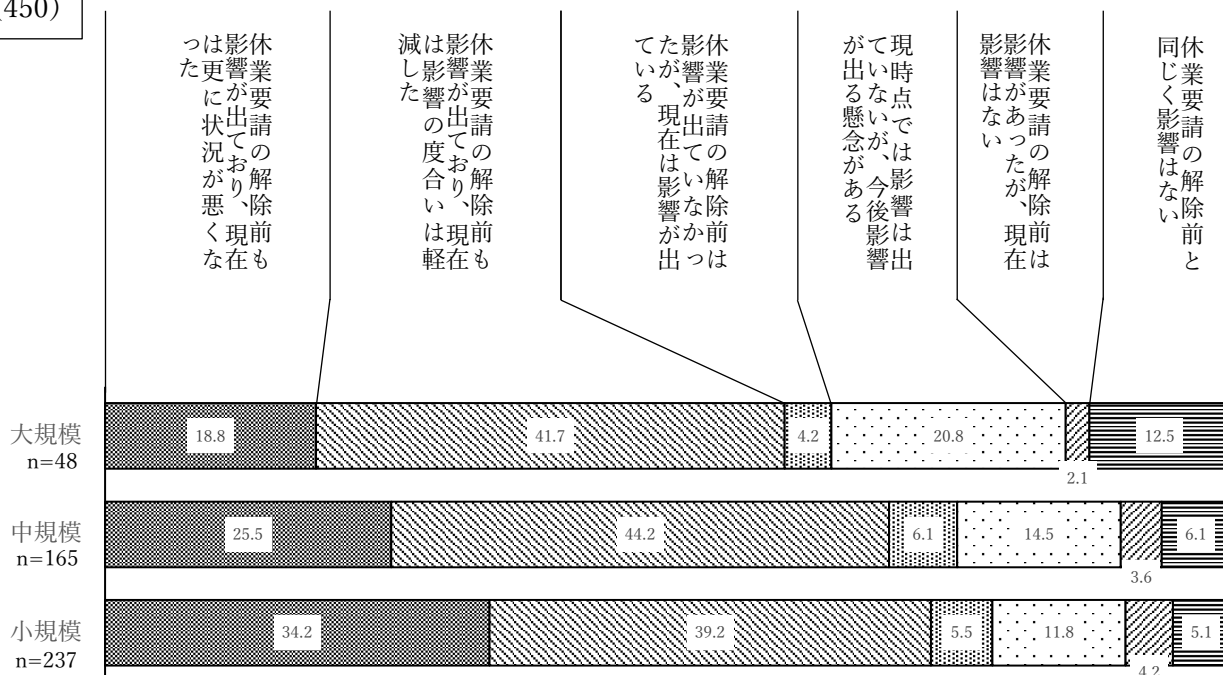 450）
休業要請の解除前も
影響が出ており、現在
は更に状況が悪くな
った
休業要請の解除前も
影響が出ており、現在
は影響の度合いは軽
減した
休業要請の解除前は
影響が出ていなかっ
たが、現在は影響が出
ている
現時点では影響は出
ていないが、今後影響
が出る懸念がある
休業要請の解除前は
影響があったが、現在
影響はない
休業要請の解除前と
同じく影響はない
大規模
n=48
18.8
41.7
4.2
20.8
2.1
12.5
中規模
n=165
25.5
44.2
6.1
14.5
3.6
6.1
小規模
n=237
34.2
39.2
5.5
11.8
4.2
5.1